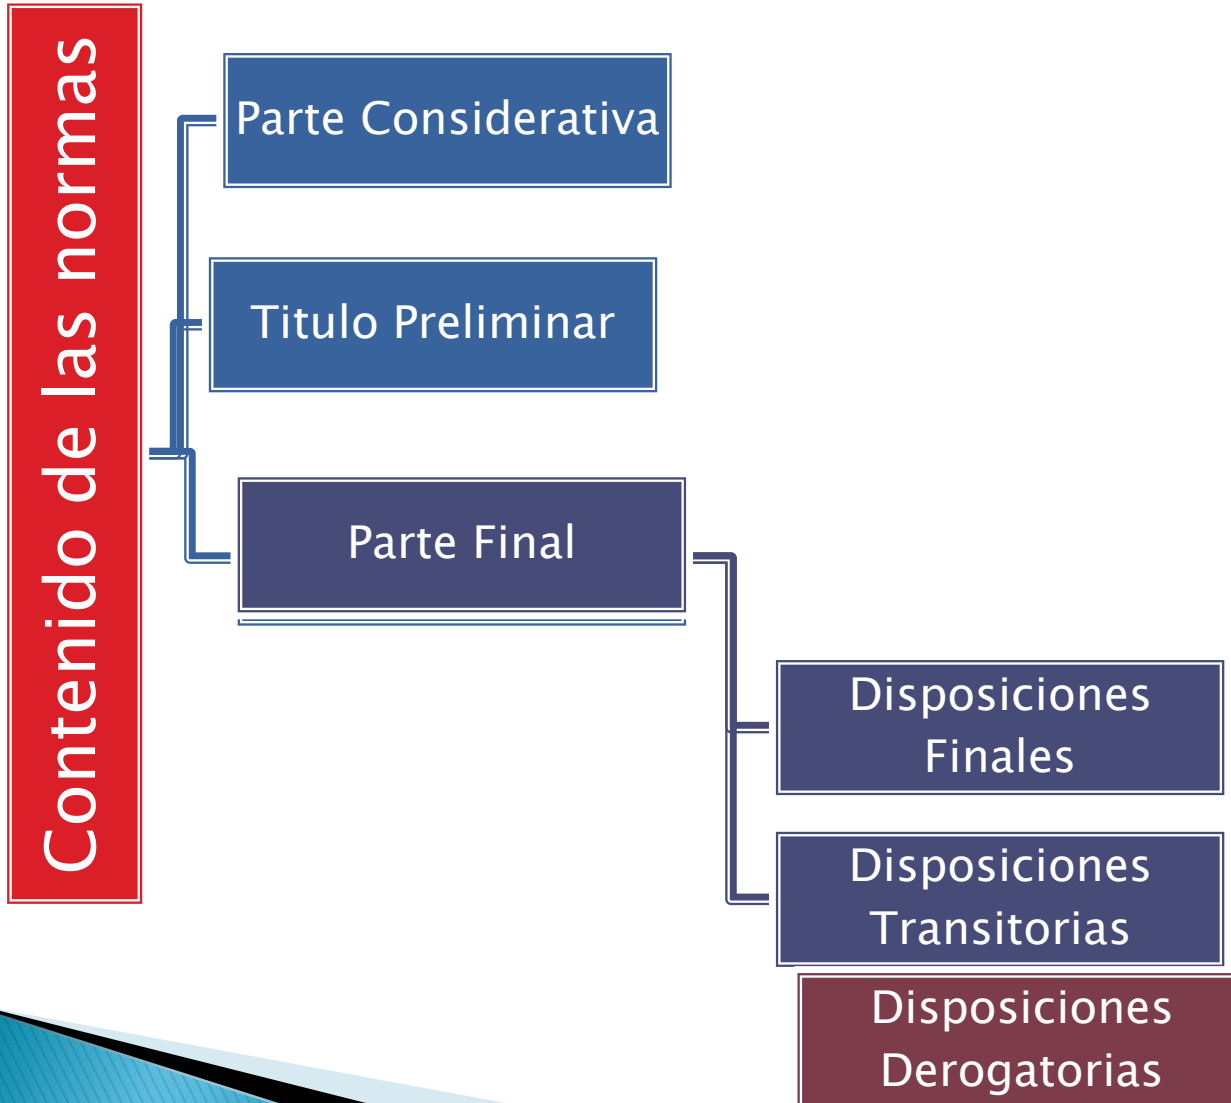 Contenido de las normas
Parte Considerativa
Titulo Preliminar
Parte Final
Disposiciones
Finales
Disposiciones
Transitorias
Disposiciones
Derogatorias